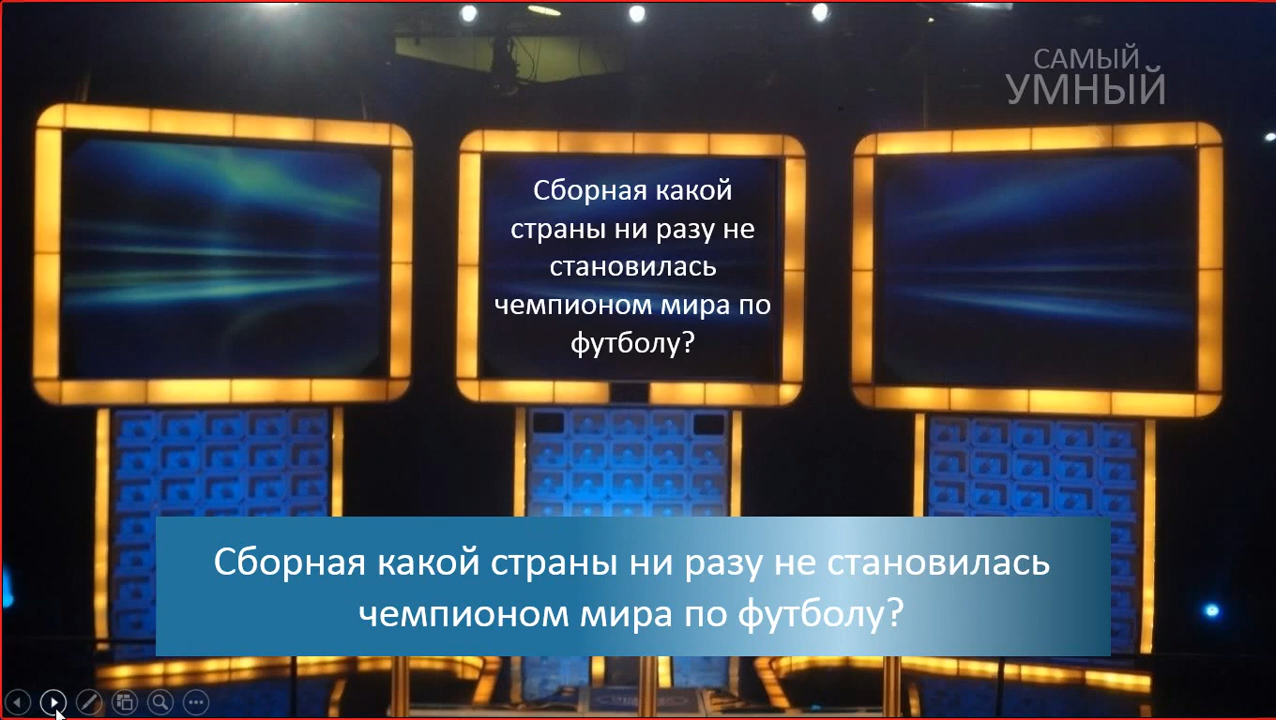 САМЫЙ
УМНЫЙ
Сборная какой
страны ни разу не
становилась
чемпионом мира по
футболу?
Сборная какой страны ни разу не становилась
чемпионом мира по футболу?